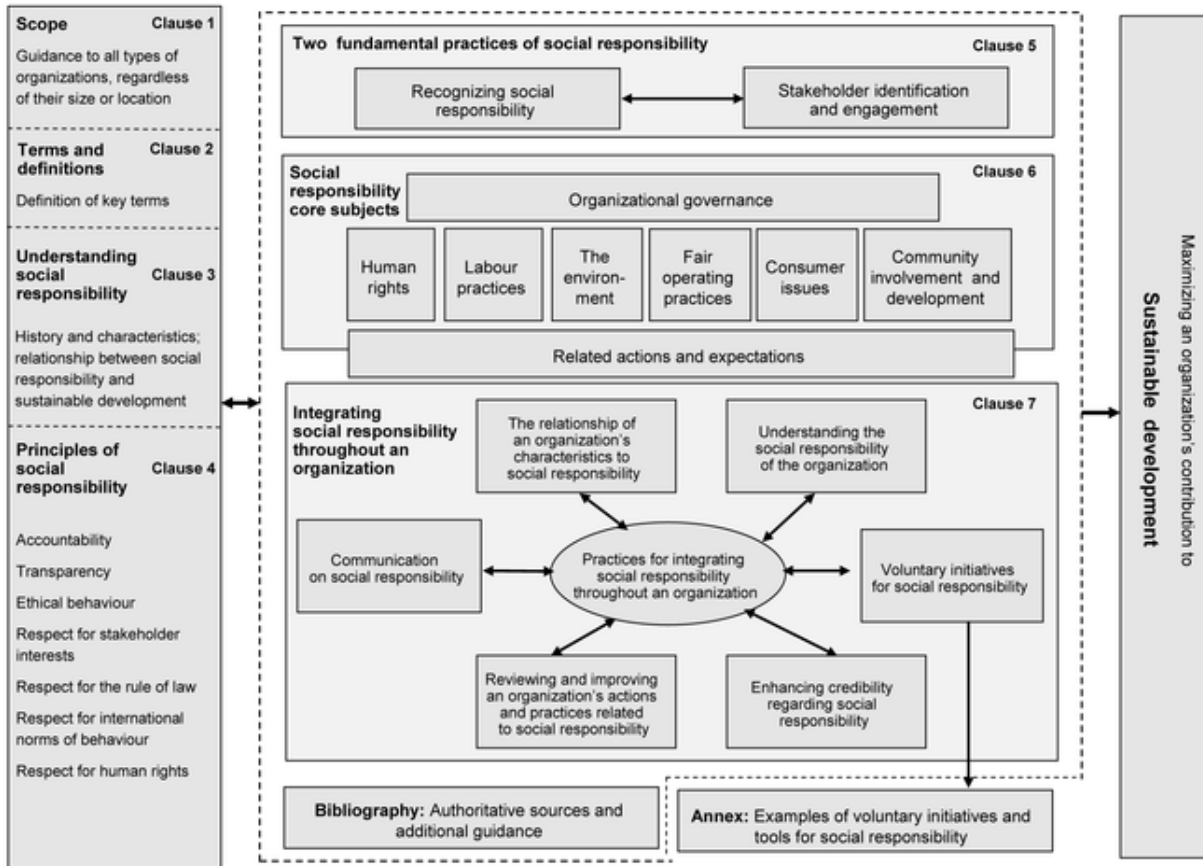 Scope Clause 1
Guidance to all types of
organizations, regardless
of their size or location
Terms and Clause 2
definitions
Definition of key terms
Understanding
social Clause 3
responsibility
History and characteristics;
relationship between social
responsibility and
sustainable development
Principles of
social Clause 4
responsibility
Accountability
Transparency
Ethical behaviour
Respect for stakeholder
interests
Respect for the rule of law
Respect for international
norms of behaviour
Respect for human rights
Two fundamental practices of social responsibility Clause 5
Recognizing social
responsibility
Stakeholder identification
and engagement
Social
responsibility
core subjects
Clause 6
Organizational governance
Human
rights
Labour
practices
The
environ-
ment
Fair
operating
practices
Consumer
issues
Community
involvement and
development
Related actions and expectations
Integrating
social responsibility
throughout an
organization
Clause 7
The relationship of
an organization's
characteristics to
social responsibility
Understanding the
social responsibility
of the organization
Communication
on social responsibility
Practices for integrating
social responsibility
throughout an organization
Voluntary initiatives
for social responsibility
Reviewing and improving
an organization's actions
and practices related
to social responsibility
Enhancing credibility
regarding social
responsibility
Bibliography: Authoritative sources and
additional guidance
Annex: Examples of voluntary initiatives and
tools for social responsibility
Maximizing an organization's contribution to
Sustainable development